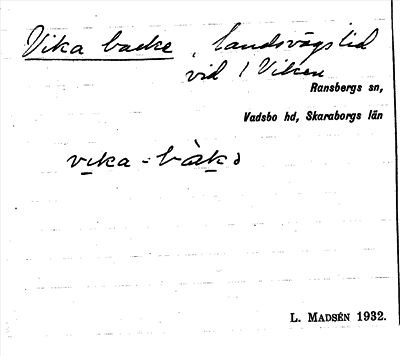 Vika backe, landsvägslid
vid / Viken
Ransbergs sn,
Vadsbo hd, Skaraborgs län
vika - bàkə
L. MADSÉN 1932.